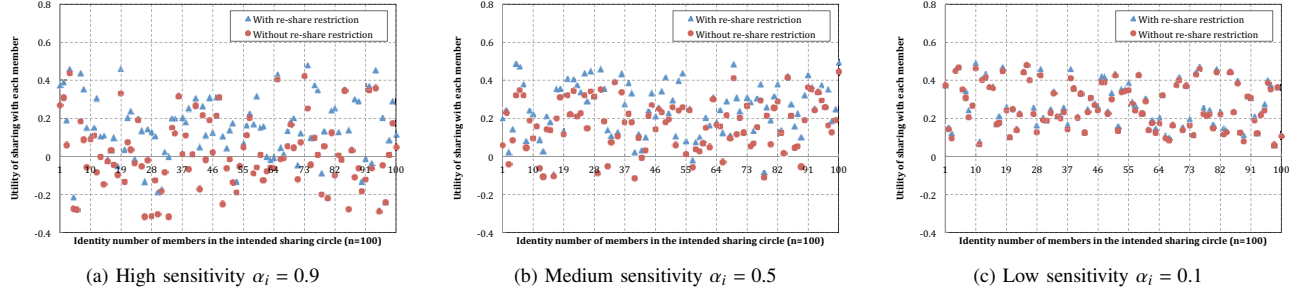 0.8
0.6
0.4
0.2
0
-0.2
-0.4
Utility of sharing with each member
With re-share restriction
Without re-share restriction
1 10 19 28 37 46 55 64 73 82 91 100
Identity number of members in the intended sharing circle (n=100)
(a) High sensitivity αi = 0.9
0.8
0.6
0.4
0.2
0
-0.2
-0.4
Utility of sharing with each member
With re-share restriction
Without re-share restriction
1 10 19 28 37 46 55 64 73 82 91 100
Identity number of members in the intended sharing circle (n=100)
(b) Medium sensitivity αi = 0.5
0.8
0.6
0.4
0.2
0
-0.2
-0.4
Utility of sharing with each member
With re-share restriction
Without re-share restriction
1 10 19 28 37 46 55 64 73 82 91 100
Identity number of members in the intended sharing circle (n=100)
(c) Low sensitivity αi = 0.1